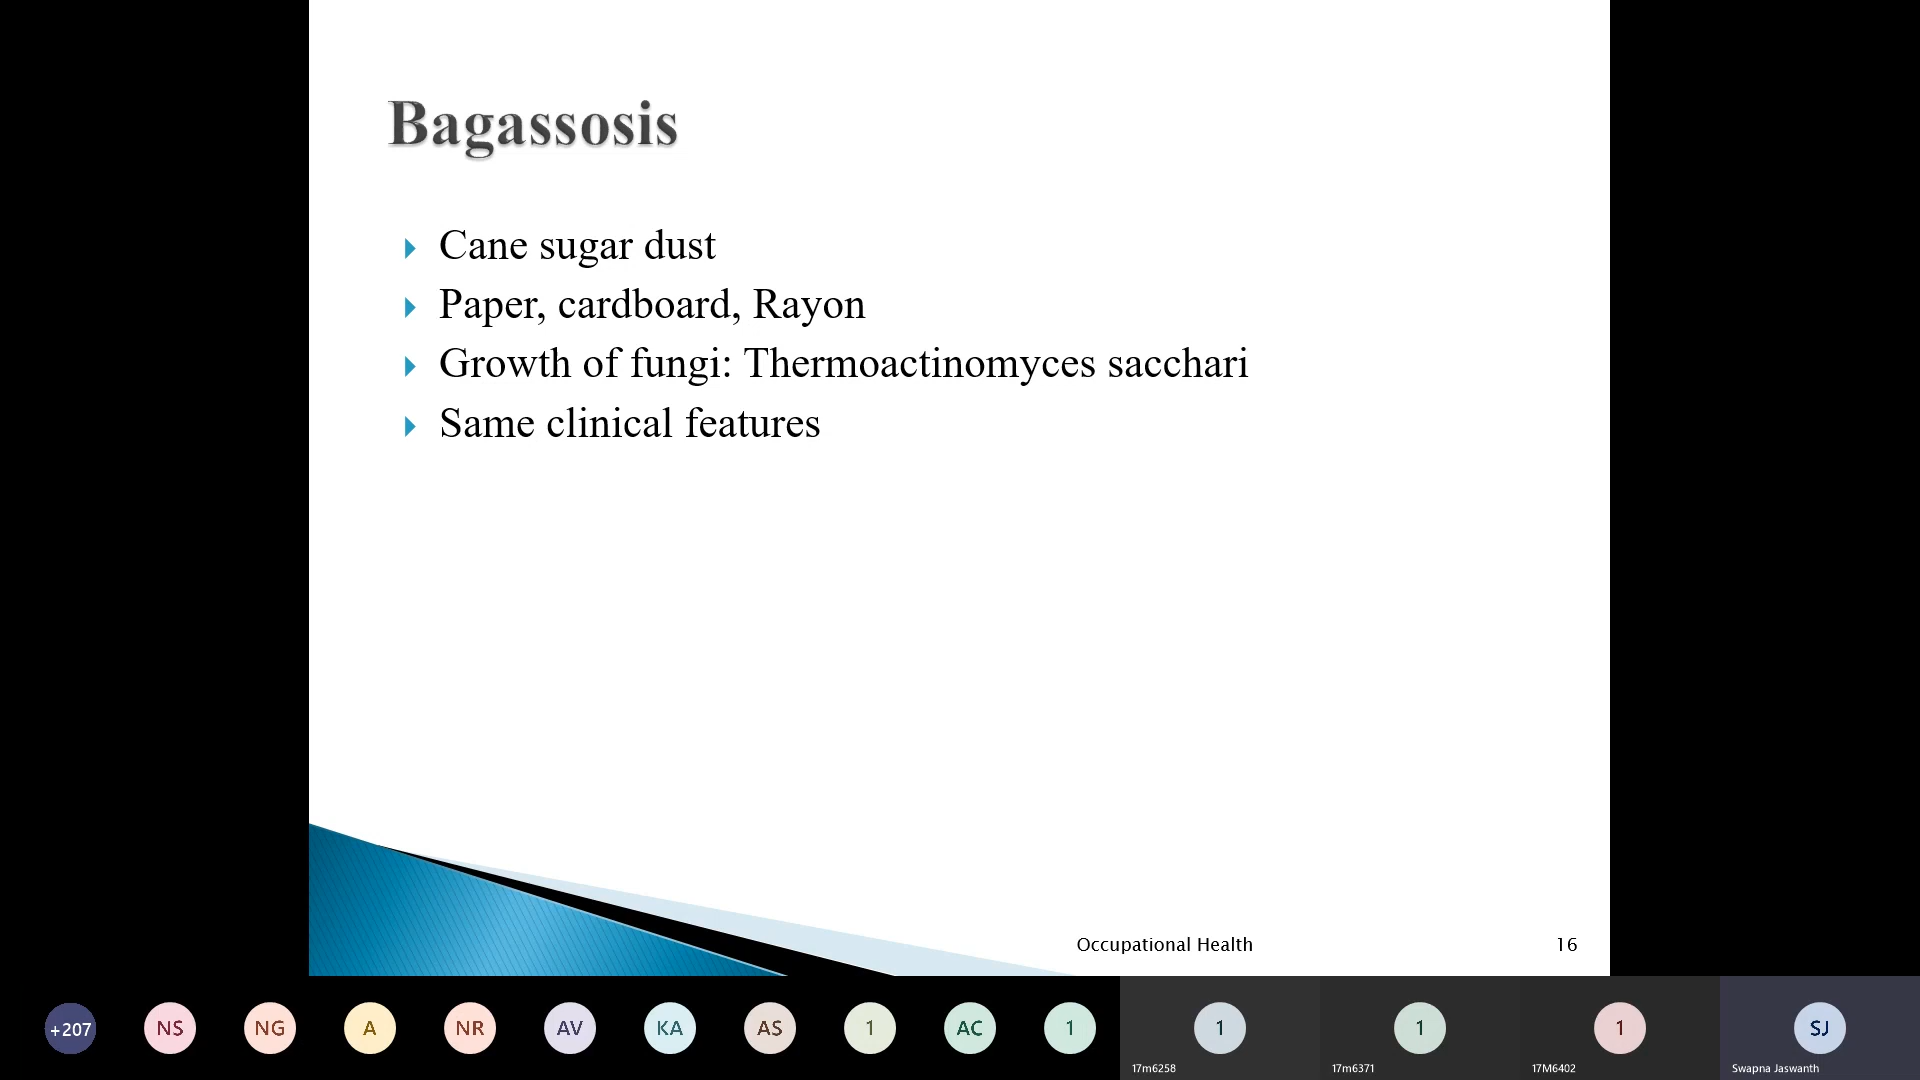 Bagassosis
Cane sugar dust
Paper, cardboard, Rayon
Growth of fungi: Thermoactinomyces sacchari
Same clinical features
Occupational Health
16
+207
NS
NG
A
NR
AV
KA
AS
1
AC
1
1
1
1
SJ
17m6258
17m6371
17M6402
Swapna Jaswanth